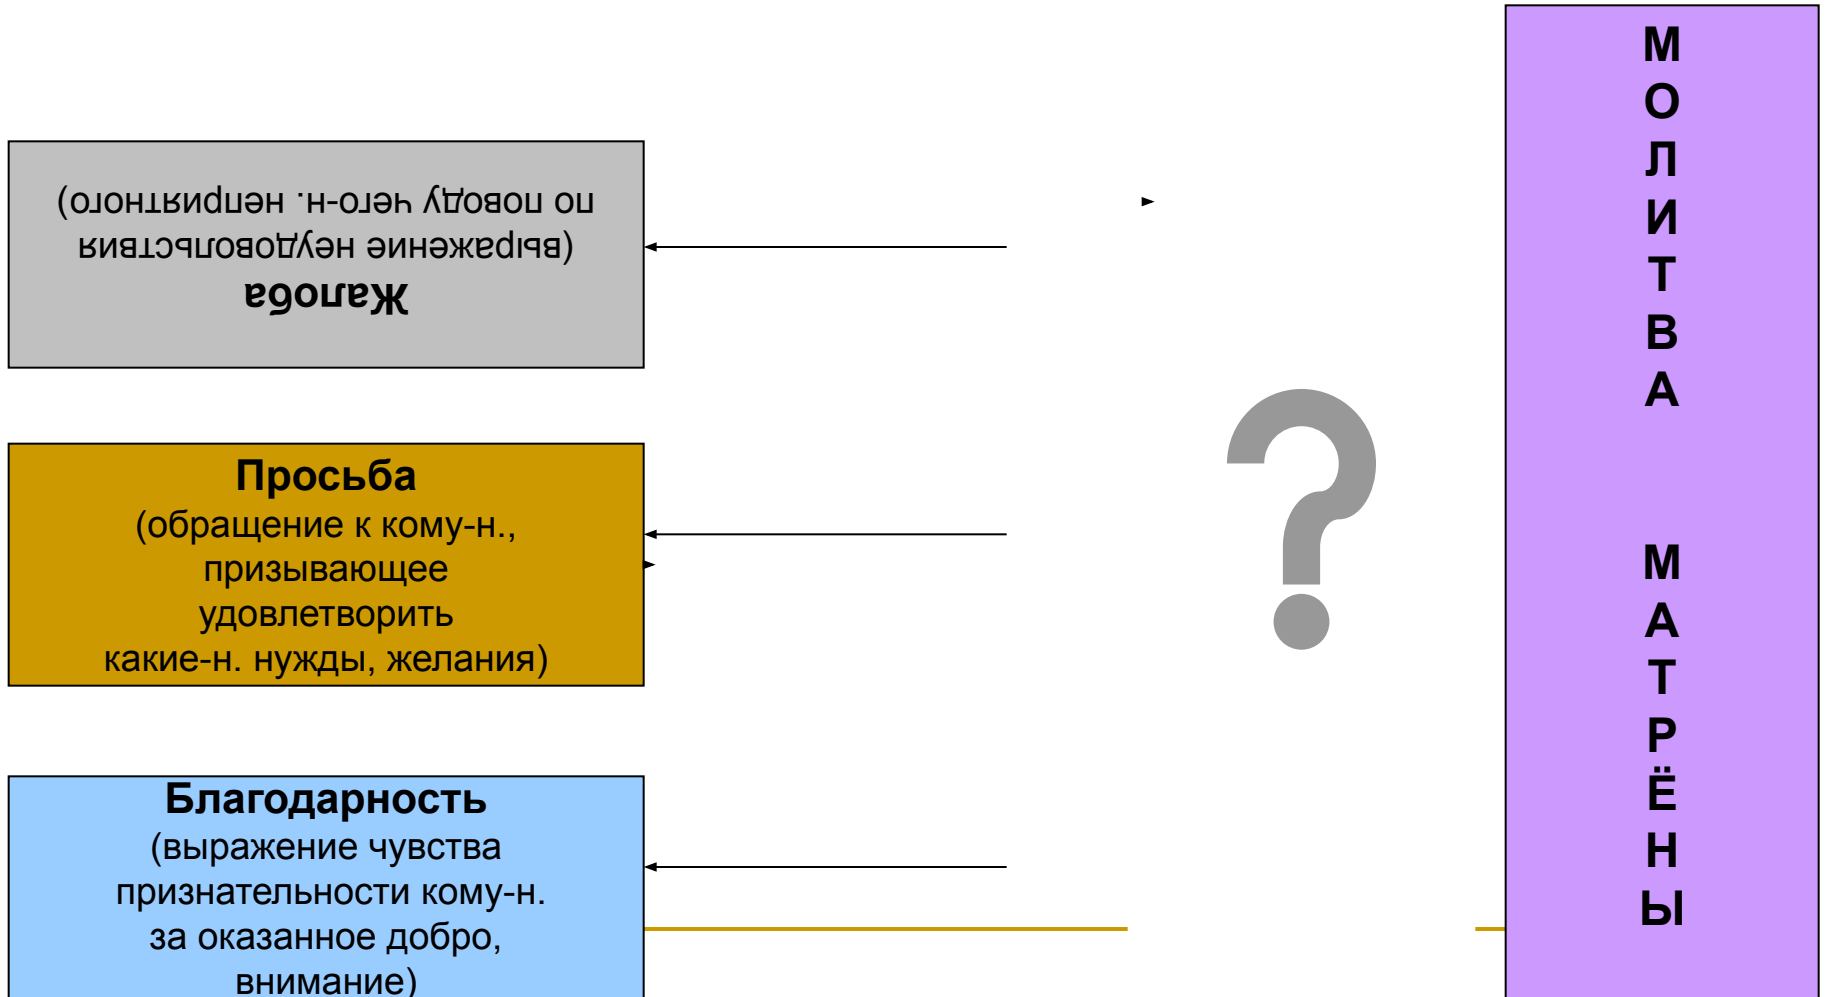 Жалоба
(выражение неудовольствия
по поводу чего-н. неприятного)
Просьба
(обращение к кому-н.,
призывающее
удовлетворить
какие-н. нужды, желания)
Благодарность
(выражение чувства
признательности кому-н.
за оказанное добро,
внимание)
?
М
О
Л
И
Т
В
А
М
А
Т
Р
Ё
Н
Ы